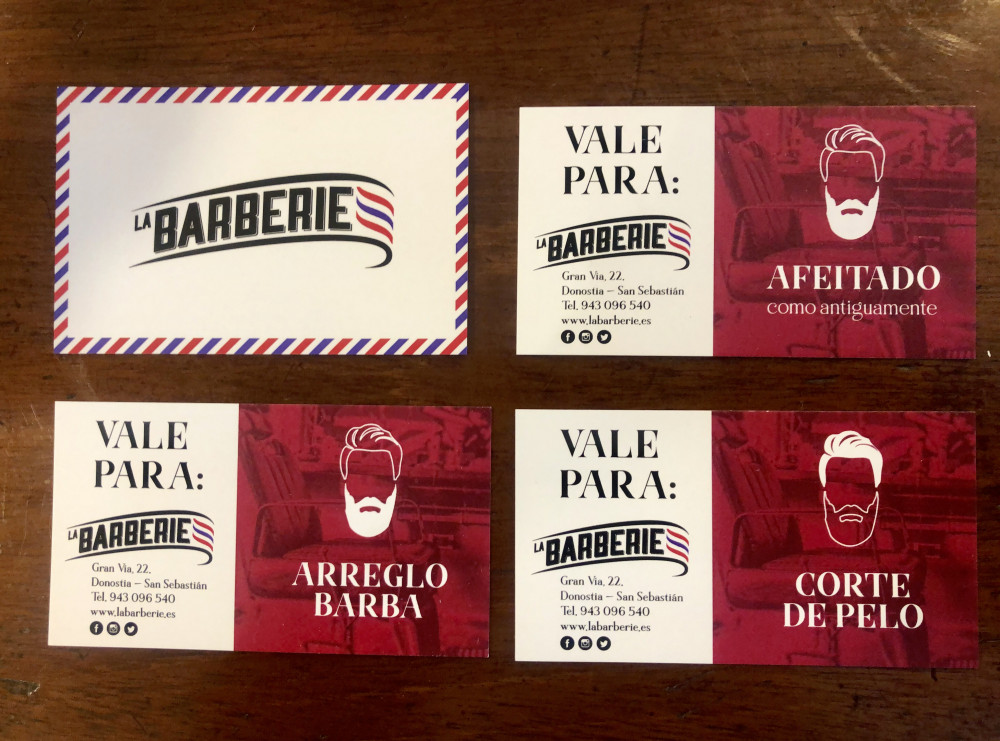 LA BARBERIE
VALE
PARA:
LA BARBERIE
Gran Vía, 22.
Donostia – San Sebastián
Tel. 943 096 540
www.labarberie.es
AFEITADO
como antiguamente
VALE
PARA:
LA BARBERIE
Gran Vía, 22.
Donostia – San Sebastián
Tel. 943 096 540
www.labarberie.es
ARREGLO
BARBA
VALE
PARA:
LA BARBERIE
Gran Vía, 22.
Donostia – San Sebastián
Tel. 943 096 540
www.labarberie.es
CORTE
DE PELO